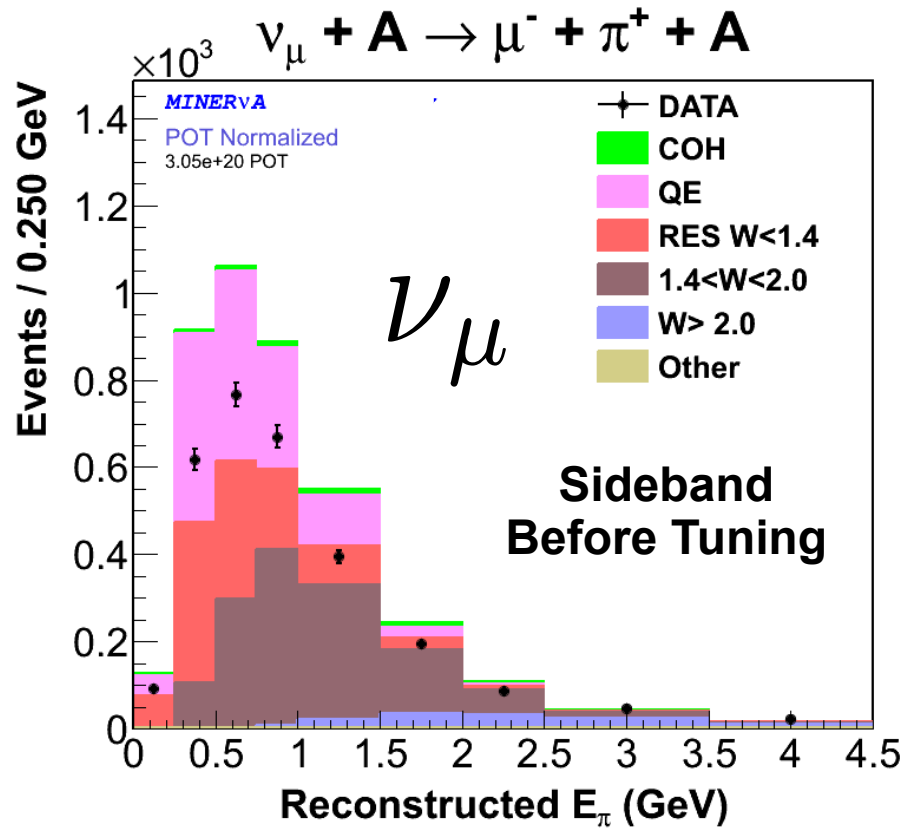 νμ + A → μ- + π+ + A
×10³
MINERνA
POT Normalized
3.05e+20 POT
DATA
COH
QE
RES W<1.4
1.4<W<2.0
W> 2.0
Other
νμ
Sideband
Before Tuning
Events / 0.250 GeV
1.4
1.2
1
0.8
0.6
0.4
0.2
0
0 0.5 1 1.5 2 2.5 3 3.5 4 4.5
Reconstructed Eπ (GeV)